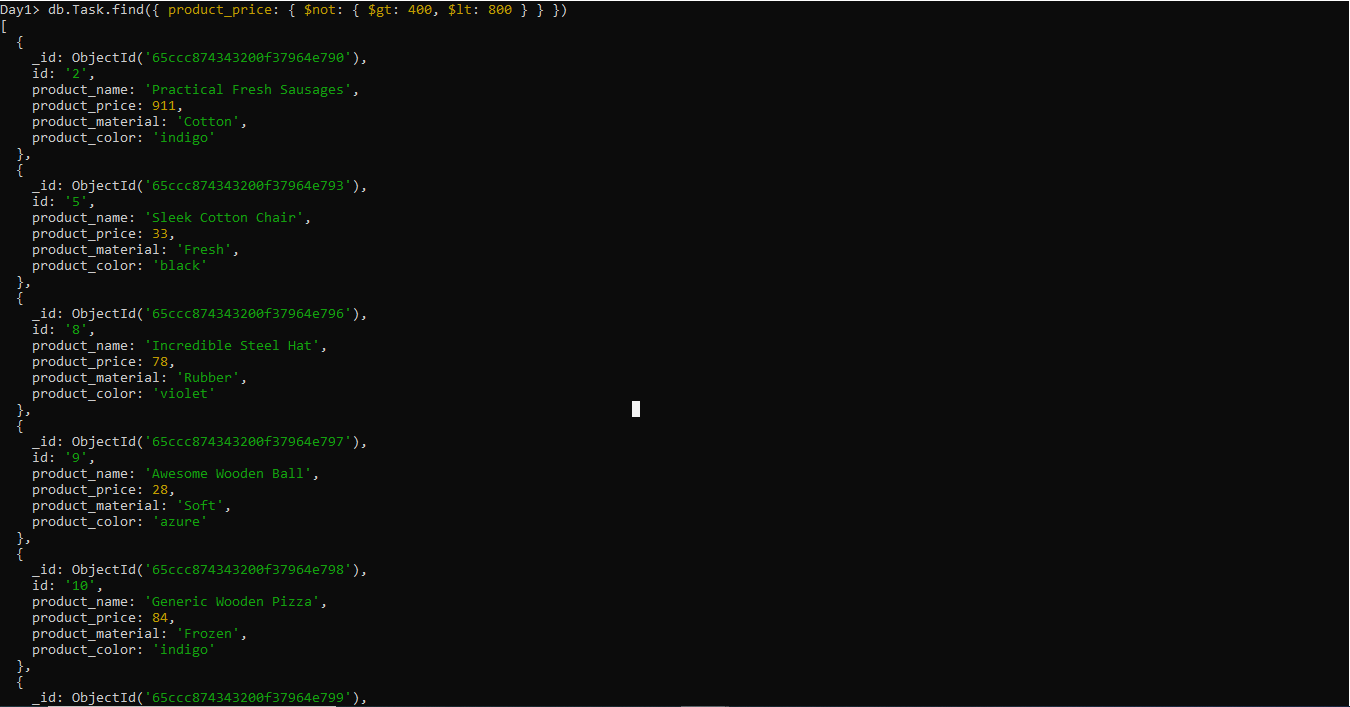 Day1> db.Task.find({ product_price: { $not: { $gt: 400, $lt: 800 } } })
[
  {
    _id: ObjectId('65ccc874343200f37964e790'),
    id: '2',
    product_name: 'Practical Fresh Sausages',
    product_price: 911,
    product_material: 'Cotton',
    product_color: 'indigo'
  },
  {
    _id: ObjectId('65ccc874343200f37964e793'),
    id: '5',
    product_name: 'Sleek Cotton Chair',
    product_price: 33,
    product_material: 'Fresh',
    product_color: 'black'
  },
  {
    _id: ObjectId('65ccc874343200f37964e796'),
    id: '8',
    product_name: 'Incredible Steel Hat',
    product_price: 78,
    product_material: 'Rubber',
    product_color: 'violet'
  },
  {
    _id: ObjectId('65ccc874343200f37964e797'),
    id: '9',
    product_name: 'Awesome Wooden Ball',
    product_price: 28,
    product_material: 'Soft',
    product_color: 'azure'
  },
  {
    _id: ObjectId('65ccc874343200f37964e798'),
    id: '10',
    product_name: 'Generic Wooden Pizza',
    product_price: 84,
    product_material: 'Frozen',
    product_color: 'indigo'
  },
  {
    _id: ObjectId('65ccc874343200f37964e799'),